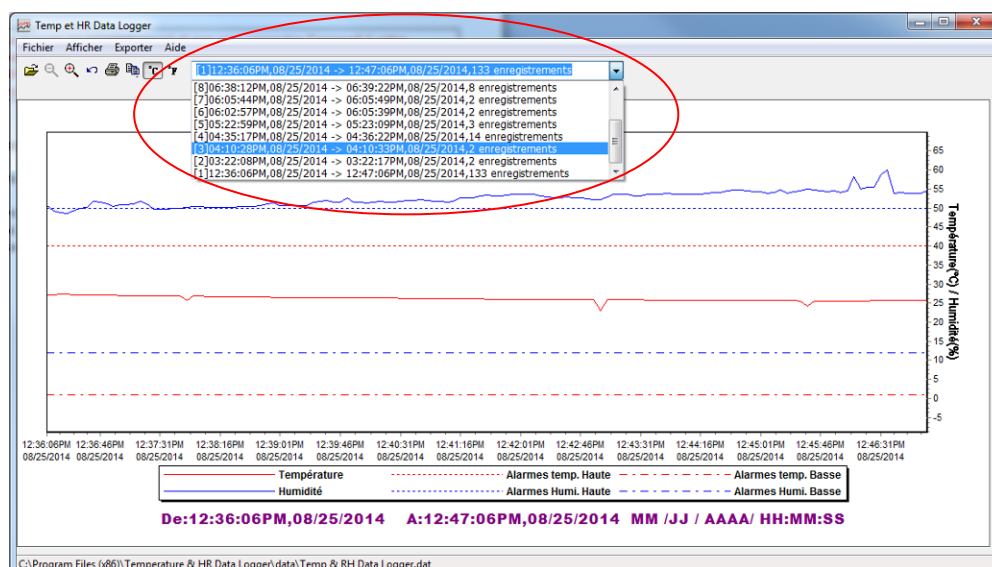 Temp et HR Data Logger
Fichier Afficher Exporter Aide
°C °F [1]12:36:06PM,08/25/2014 -> 12:47:06PM,08/25/2014,133 enregistrements
[8]06:38:12PM,08/25/2014 -> 06:39:22PM,08/25/2014,8 enregistrements
[7]06:05:44PM,08/25/2014 -> 06:05:49PM,08/25/2014,2 enregistrements
[6]06:02:57PM,08/25/2014 -> 06:05:39PM,08/25/2014,2 enregistrements
[5]05:22:59PM,08/25/2014 -> 05:23:09PM,08/25/2014,3 enregistrements
[4]04:35:17PM,08/25/2014 -> 04:36:22PM,08/25/2014,14 enregistrements
[3]04:10:28PM,08/25/2014 -> 04:10:33PM,08/25/2014,2 enregistrements
[2]03:22:08PM,08/25/2014 -> 03:22:17PM,08/25/2014,2 enregistrements
[1]12:36:06PM,08/25/2014 -> 12:47:06PM,08/25/2014,133 enregistrements
65
60
55
50
45
40
35
30
25
20
15
10
5
0
-5
Température(°C) / Humidité(%)
12:36:06PM 12:36:46PM 12:37:31PM 12:38:16PM 12:39:01PM 12:39:46PM 12:40:31PM 12:41:16PM 12:42:01PM 12:42:46PM 12:43:31PM 12:44:16PM 12:45:01PM 12:45:46PM 12:46:31PM
08/25/2014 08/25/2014 08/25/2014 08/25/2014 08/25/2014 08/25/2014 08/25/2014 08/25/2014 08/25/2014 08/25/2014 08/25/2014 08/25/2014 08/25/2014 08/25/2014 08/25/2014
Température Alarmes temp. Haute Alarmes temp. Basse
Humidité Alarmes Humi. Haute Alarmes Humi. Basse
De:12:36:06PM,08/25/2014 A:12:47:06PM,08/25/2014 MM /JJ / AAAA/ HH:MM:SS
C:\Program Files (x86)\Temperature & HR Data Logger\data\Temp & RH Data Logger.dat